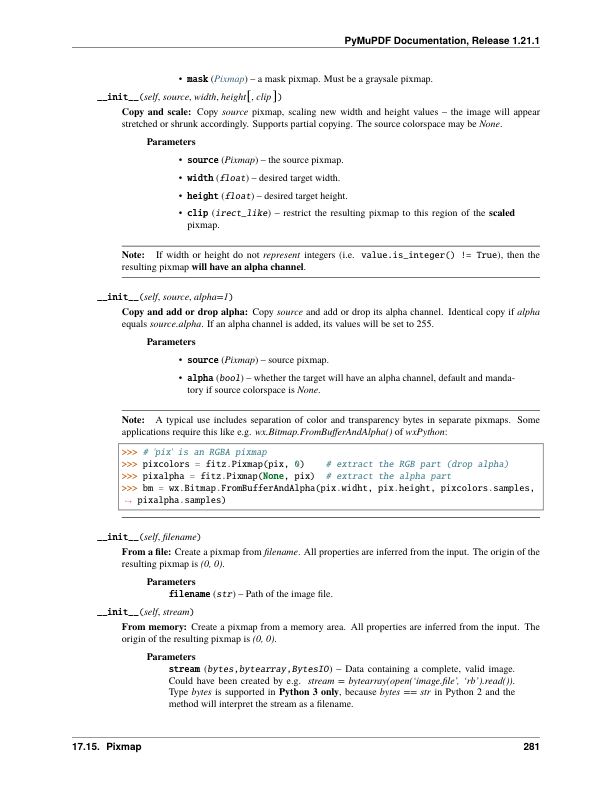 PyMuPDF Documentation, Release 1.21.1
• mask (Pixmap) – a mask pixmap. Must be a graysale pixmap.
__init__(self, source, width, height[, clip])
Copy and scale: Copy source pixmap, scaling new width and height values – the image will appear
stretched or shrunk accordingly. Supports partial copying. The source colorspace may be None.
Parameters
• source (Pixmap) – the source pixmap.
• width (float) – desired target width.
• height (float) – desired target height.
• clip (irect_like) – restrict the resulting pixmap to this region of the scaled
pixmap.
Note: If width or height do not represent integers (i.e. value.is_integer() != True), then the
resulting pixmap will have an alpha channel.
__init__(self, source, alpha=1)
Copy and add or drop alpha: Copy source and add or drop its alpha channel. Identical copy if alpha
equals source.alpha. If an alpha channel is added, its values will be set to 255.
Parameters
• source (Pixmap) – source pixmap.
• alpha (bool) – whether the target will have an alpha channel, default and manda-
tory if source colorspace is None.
Note: A typical use includes separation of color and transparency bytes in separate pixmaps. Some
applications require this like e.g. wx.Bitmap.FromBufferAndAlpha() of wxPython:
>>> # 'pix' is an RGBA pixmap
>>> pixcolors = fitz.Pixmap(pix, 0)    # extract the RGB part (drop alpha)
>>> pixalpha = fitz.Pixmap(None, pix)  # extract the alpha part
>>> bm = wx.Bitmap.FromBufferAndAlpha(pix.widht, pix.height, pixcolors.samples,
→ pixalpha.samples)
__init__(self, filename)
From a file: Create a pixmap from filename. All properties are inferred from the input. The origin of the
resulting pixmap is (0, 0).
Parameters
filename (str) – Path of the image file.
__init__(self, stream)
From memory: Create a pixmap from a memory area. All properties are inferred from the input. The
origin of the resulting pixmap is (0, 0).
Parameters
stream (bytes,bytearray,BytesIO) – Data containing a complete, valid image.
Could have been created by e.g. stream = bytearray(open('image.file', 'rb').read()).
Type bytes is supported in Python 3 only, because bytes == str in Python 2 and the
method will interpret the stream as a filename.
17.15. Pixmap
281